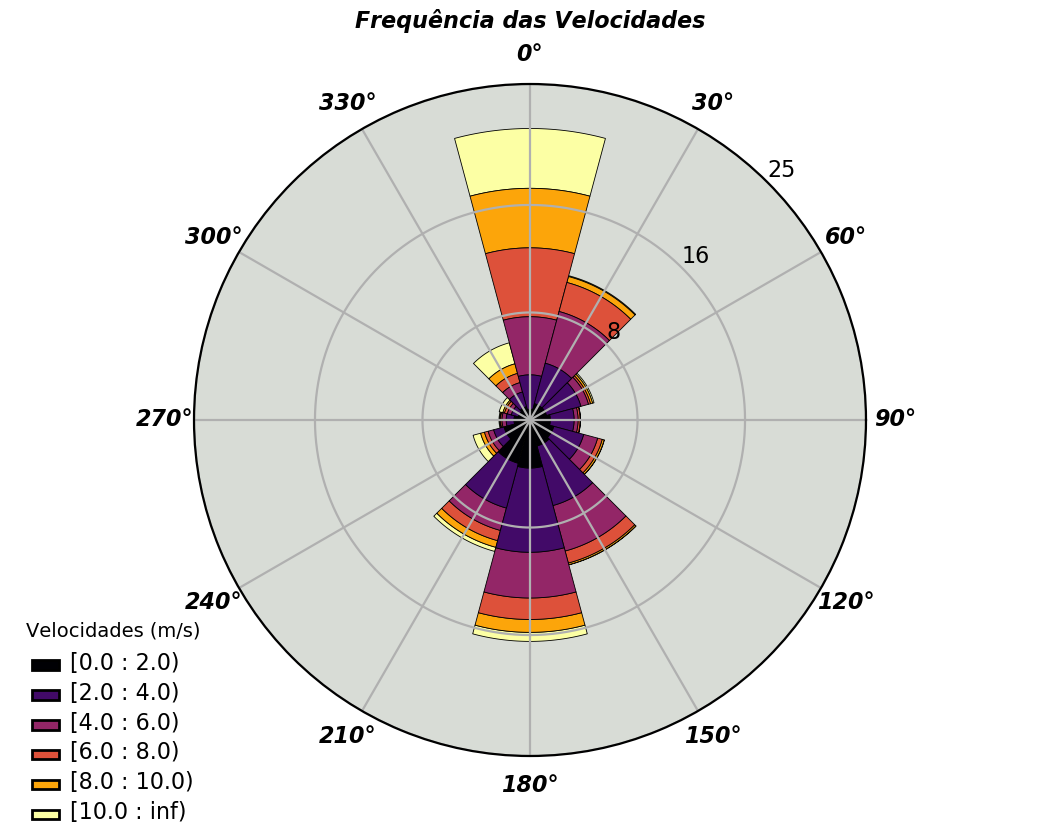 Frequência das Velocidades
0°
330°
30°
25
300°
60°
16
8
270°
90°
240°
120°
210°
150°
180°
Velocidades (m/s)
[0.0 : 2.0)
[2.0 : 4.0)
[4.0 : 6.0)
[6.0 : 8.0)
[8.0 : 10.0)
[10.0 : inf)